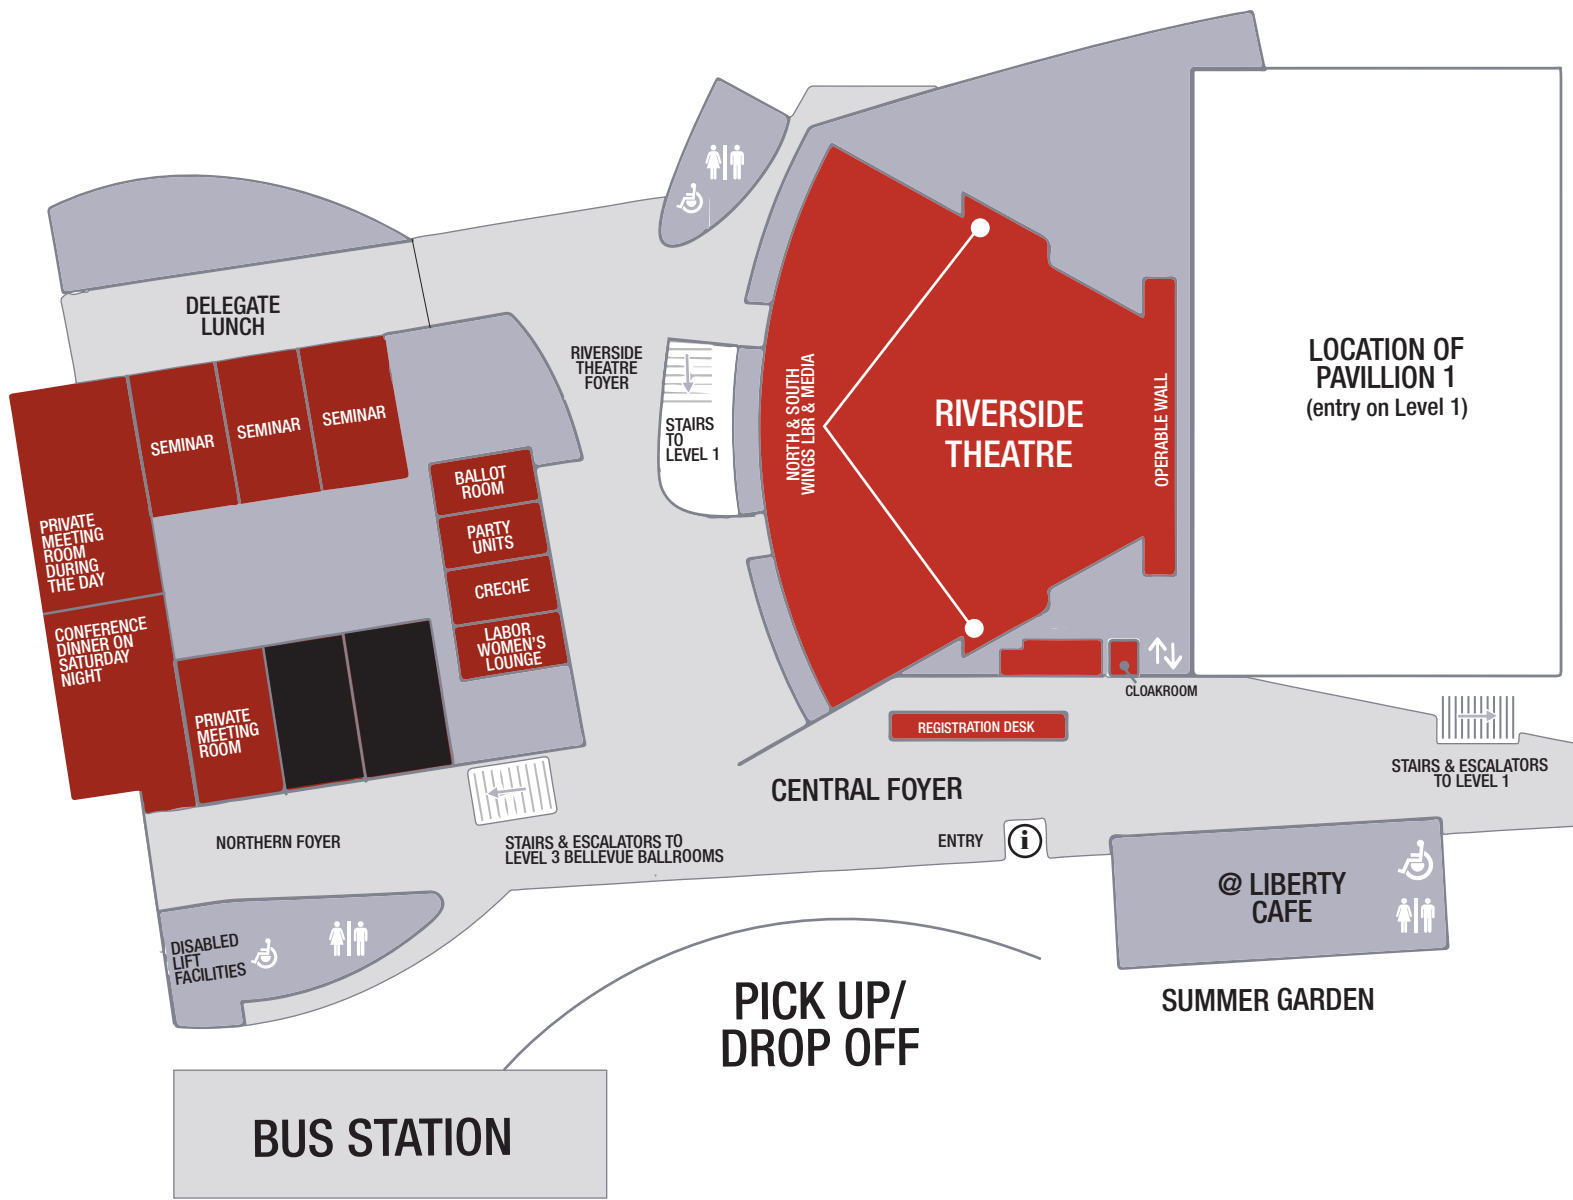 DELEGATE
LUNCH
RIVERSIDE
THEATRE
FOYER
STAIRS
TO
LEVEL 1
NORTH & SOUTH
WINGS LBR & MEDIA
RIVERSIDE
THEATRE
OPERABLE WALL
LOCATION OF
PAVILLION 1
(entry on Level 1)
SEMINAR
SEMINAR
SEMINAR
BALLOT
ROOM
PARTY
UNITS
CRECHE
LABOR
WOMEN'S
LOUNGE
PRIVATE
MEETING
ROOM
DURING
THE DAY
CONFERENCE
DINNER ON
SATURDAY
NIGHT
PRIVATE
MEETING
ROOM
CLOAKROOM
REGISTRATION DESK
STAIRS & ESCALATORS
TO LEVEL 1
CENTRAL FOYER
NORTHERN FOYER
STAIRS & ESCALATORS TO
LEVEL 3 BELLEVUE BALLROOMS
ENTRY
i
@ LIBERTY
CAFE
DISABLED
LIFT
FACILITIES
SUMMER GARDEN
PICK UP/
DROP OFF
BUS STATION